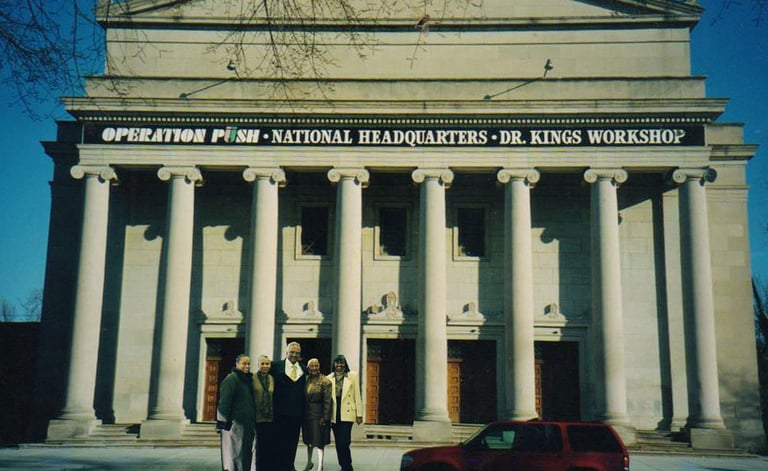 OPERATION PUSH • NATIONAL HEADQUARTERS • DR. KINGS WORKSHOP